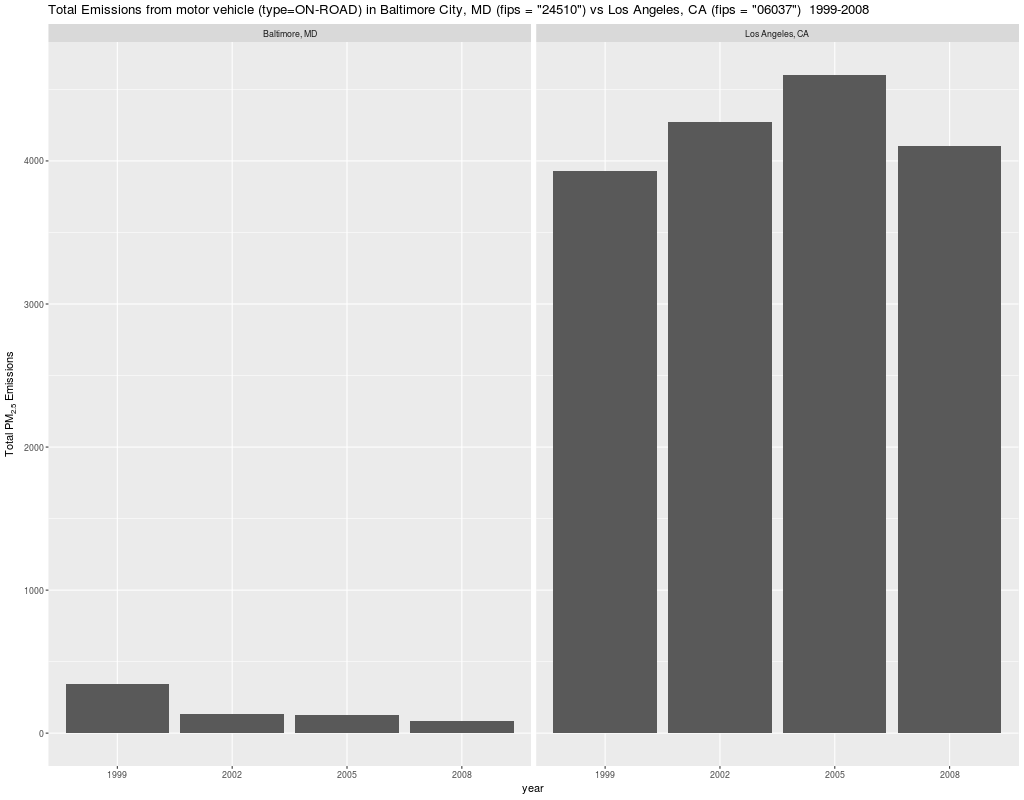 Total Emissions from motor vehicle (type=ON-ROAD) in Baltimore City, MD (fips = "24510") vs Los Angeles, CA (fips = "06037")  1999-2008
Baltimore, MD
Los Angeles, CA
Total PM2.5 Emissions
4000
3000
2000
1000
0
1999
2002
2005
2008
1999
2002
2005
2008
year